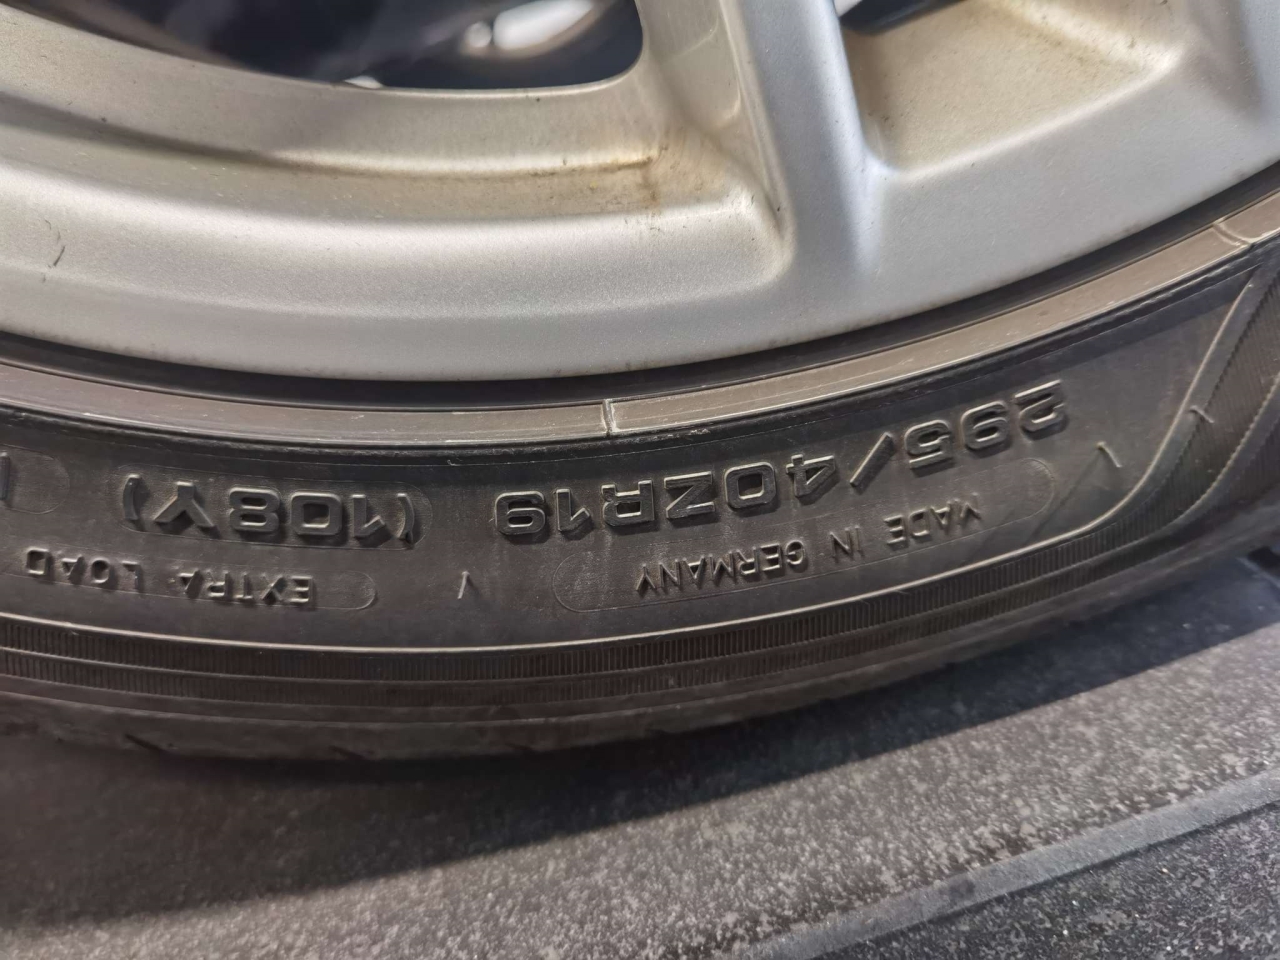 295/40ZR19 (108Y)
MADE IN GERMANY
EXTRA LOAD